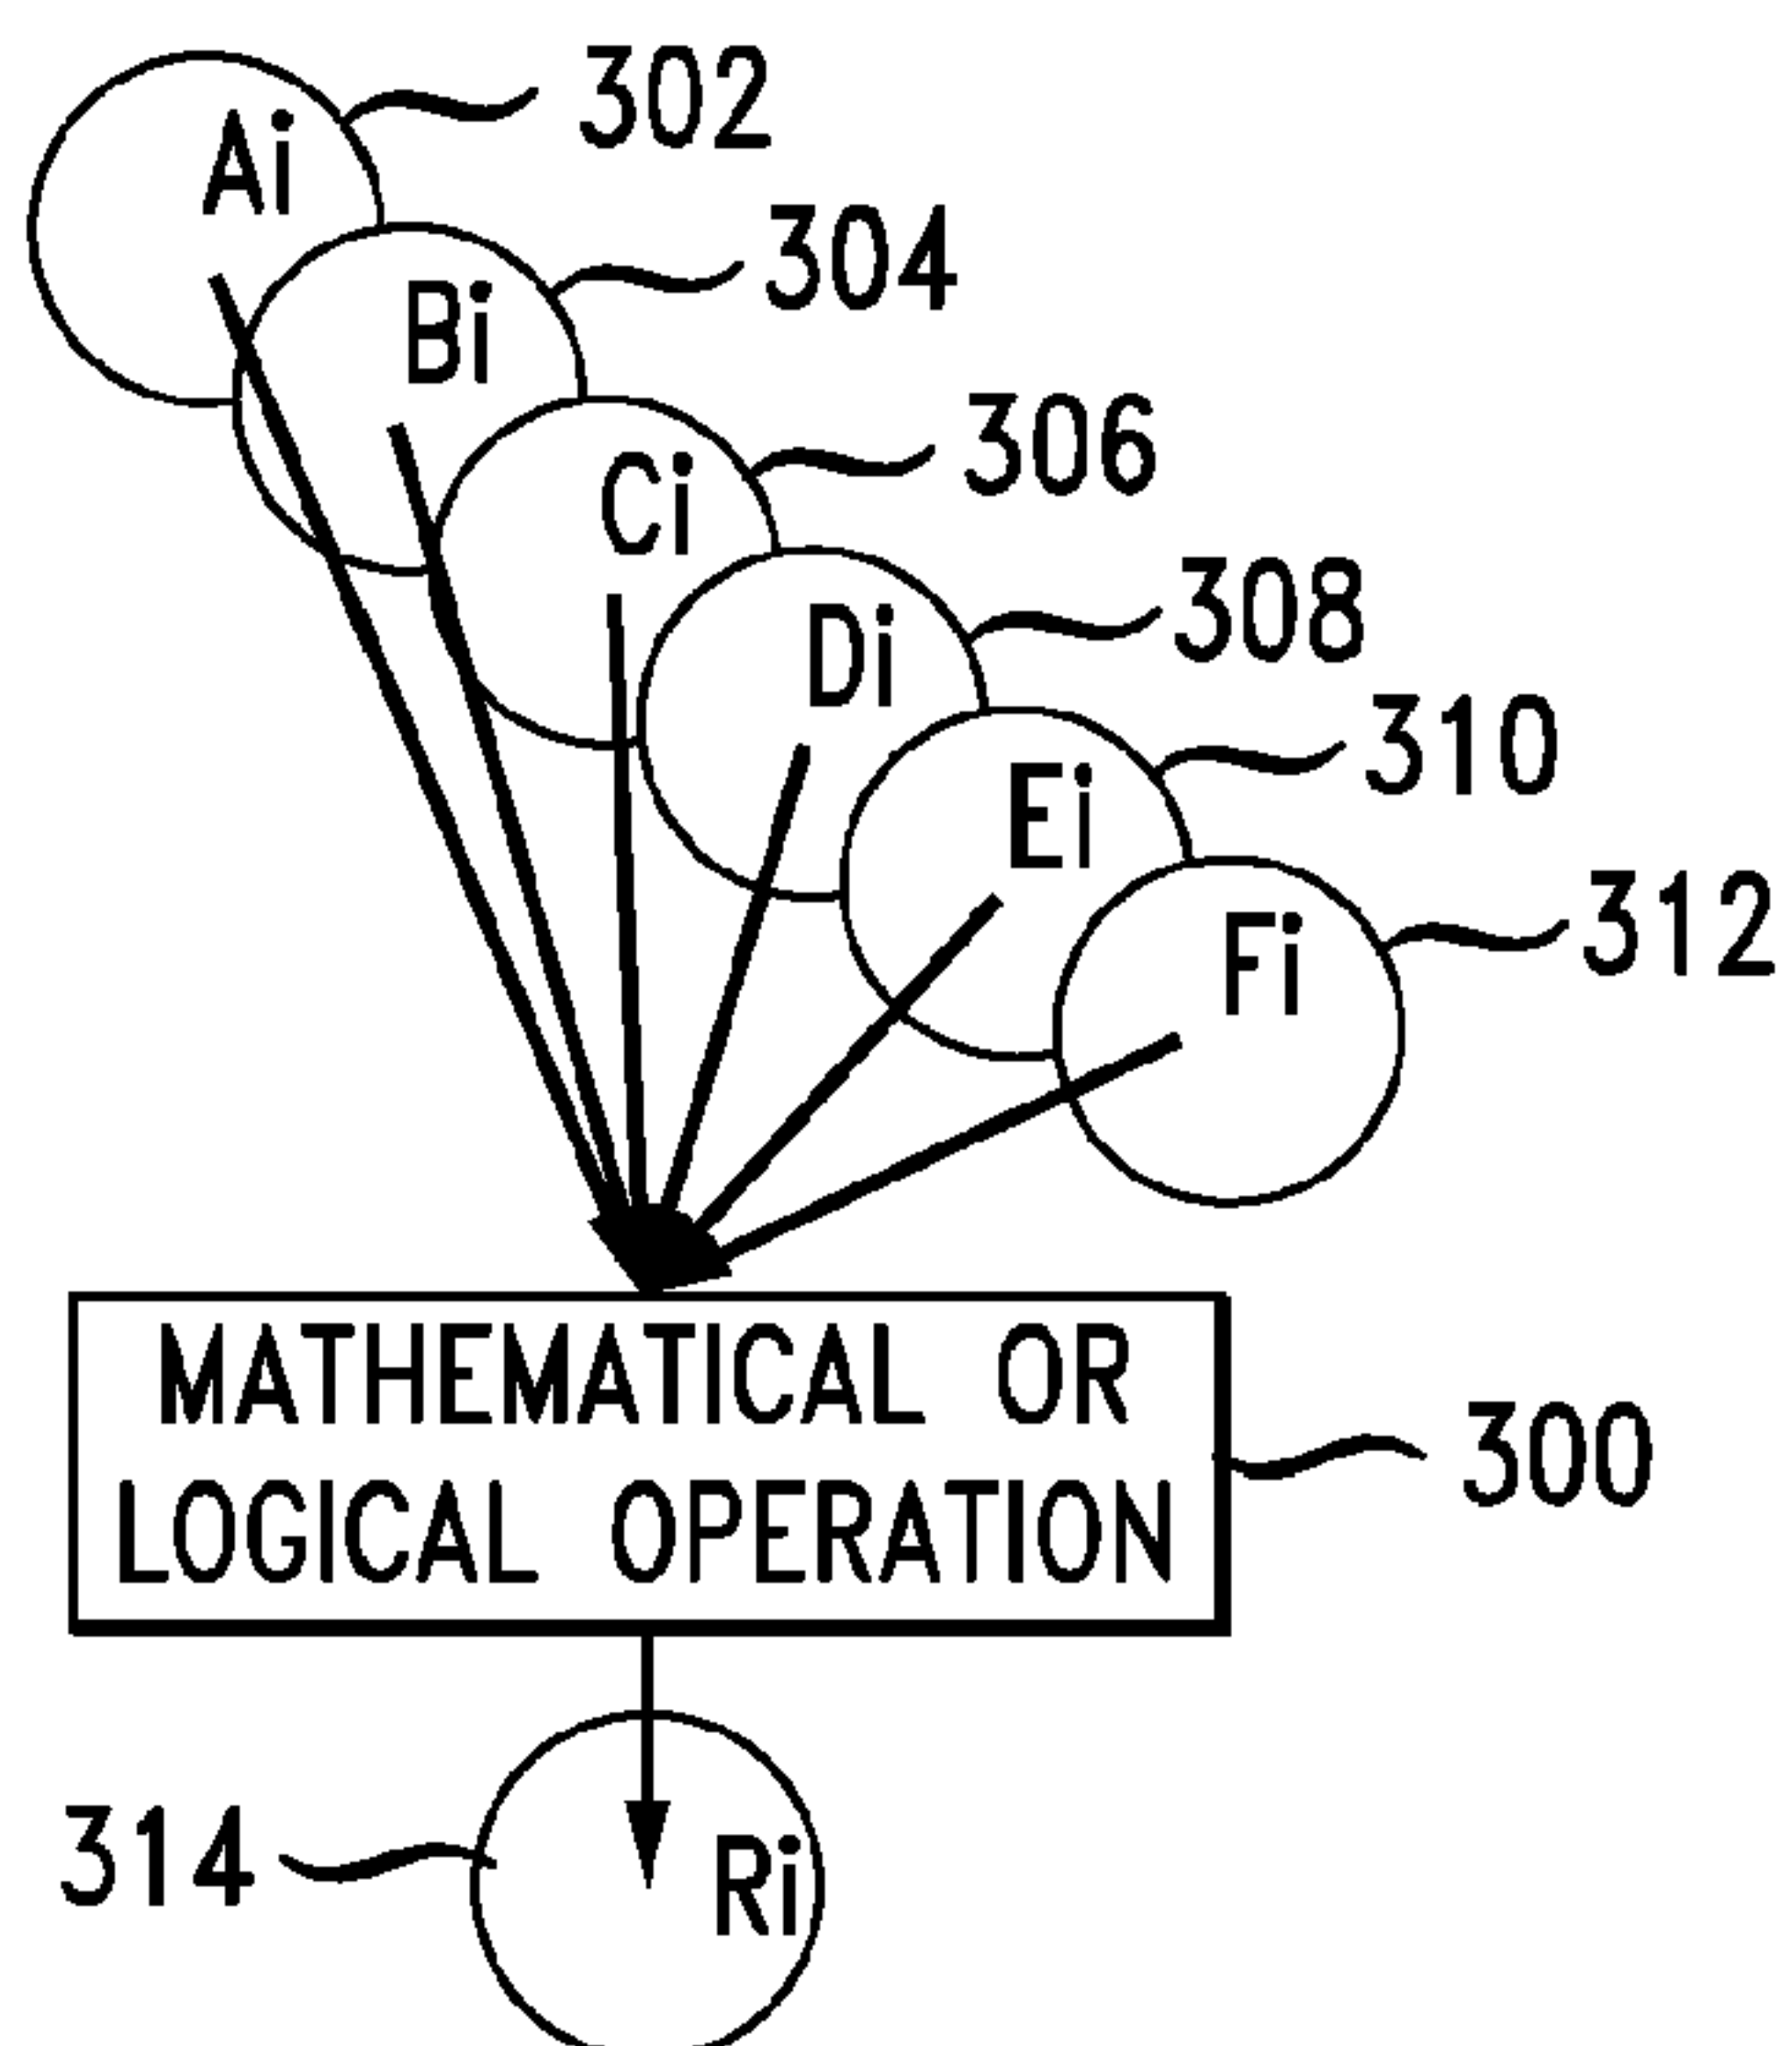 Ai 302
Bi 304
Ci 306
Di 308
Ei 310
Fi 312
MATHEMATICAL OR
LOGICAL OPERATION
300
314
Ri